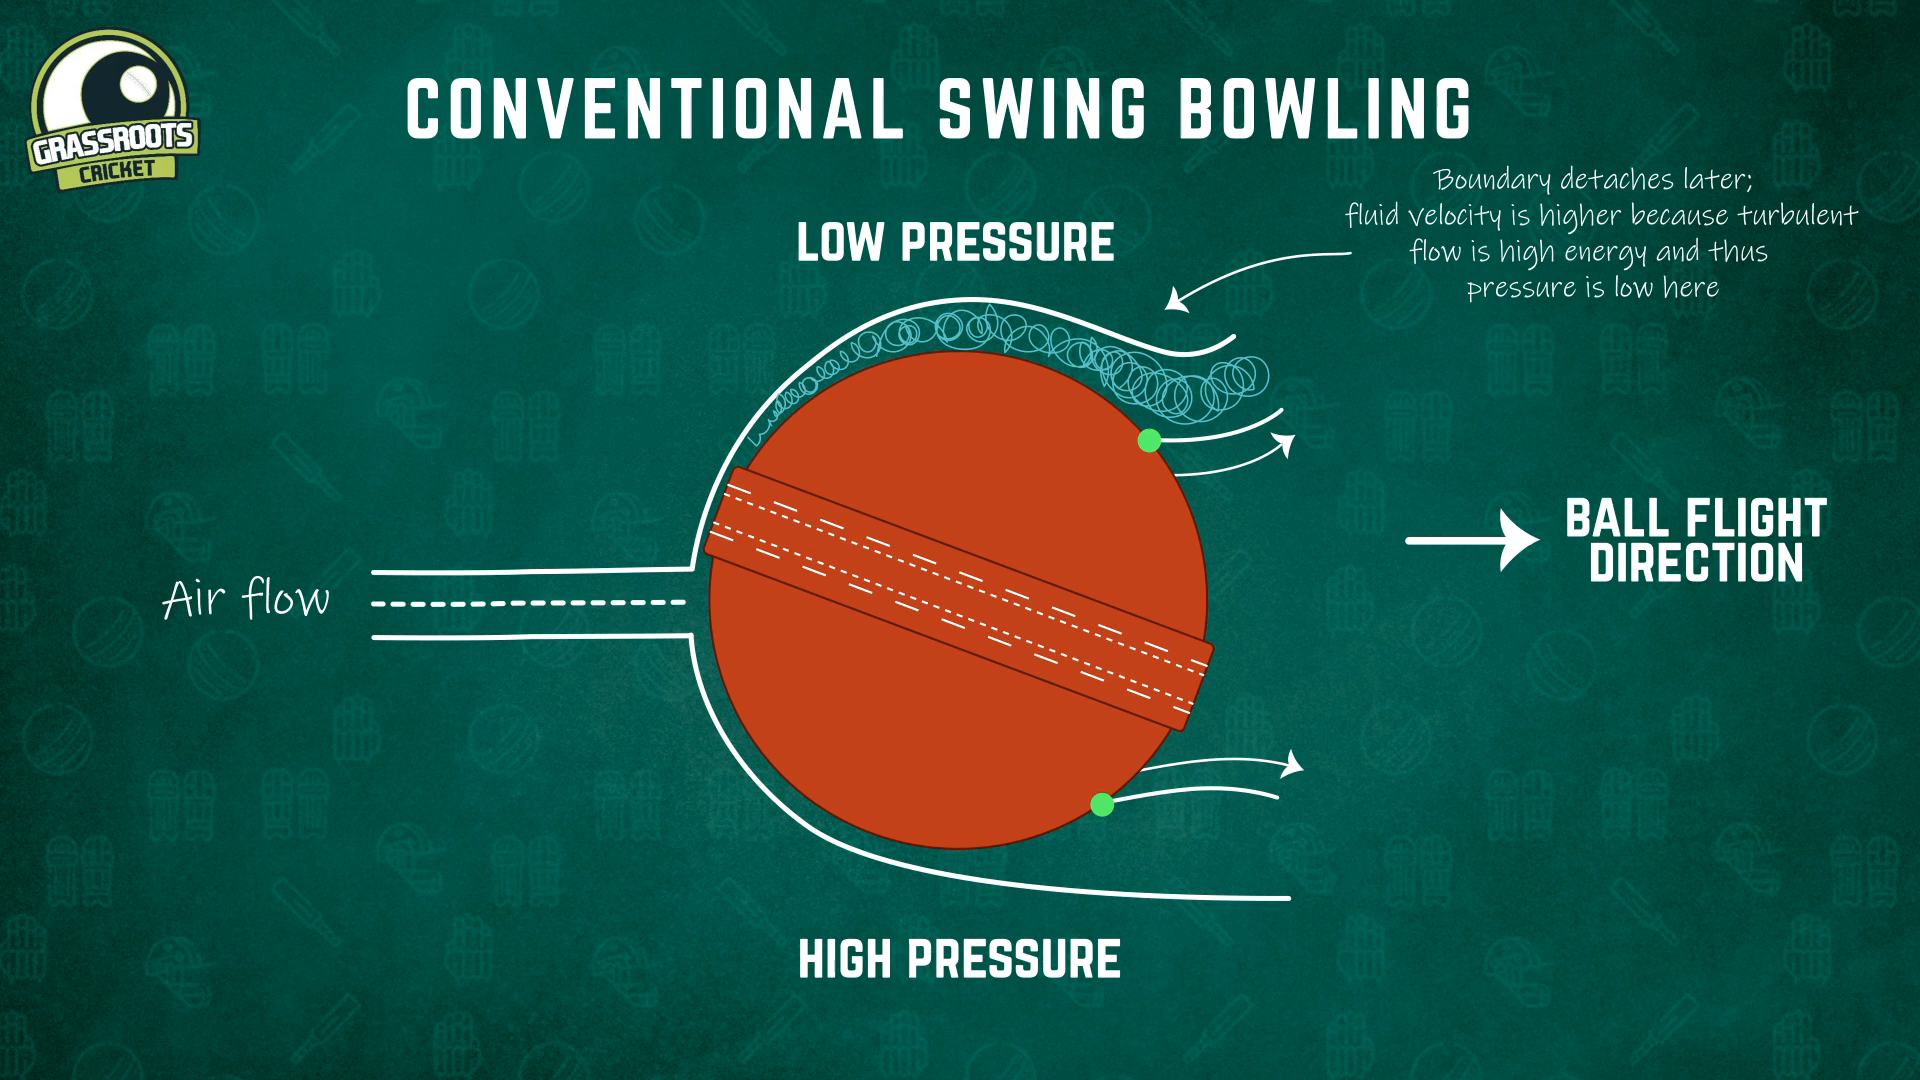 GRASSROOTS
CRICKET
CONVENTIONAL SWING BOWLING
Boundary detaches later;
fluid velocity is higher because turbulent
flow is high energy and thus
pressure is low here
LOW PRESSURE
BALL FLIGHT
DIRECTION
Air flow
HIGH PRESSURE